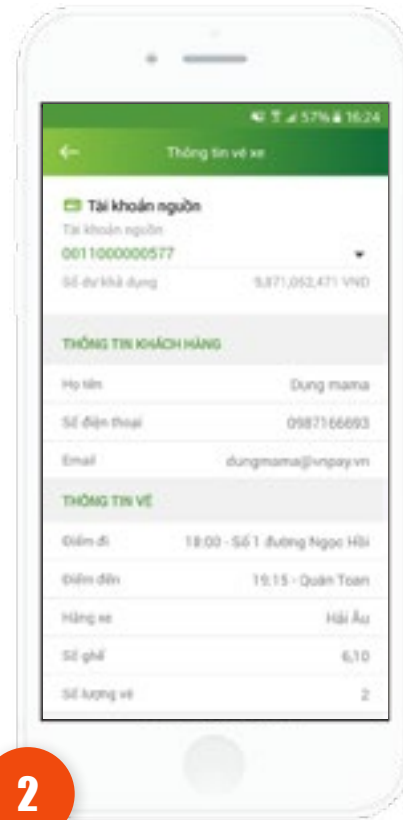 57% 16:24
Thông tin vé xe
Tài khoản nguồn
Tài khoản nguồn
0011000000577
Số dư khả dụng 9,871,052,471 VND
THÔNG TIN KHÁCH HÀNG
Họ tên Dung mama
Số điện thoại 0987166693
Email dungmama@vnpay.vn
THÔNG TIN VÉ
Điểm đi 18:00 - Số 1 đường Ngọc Hồi
Điểm đến 19:15 - Quán Toan
Hãng xe Hải Âu
Số ghế 6,10
Số lượng vé 2
2